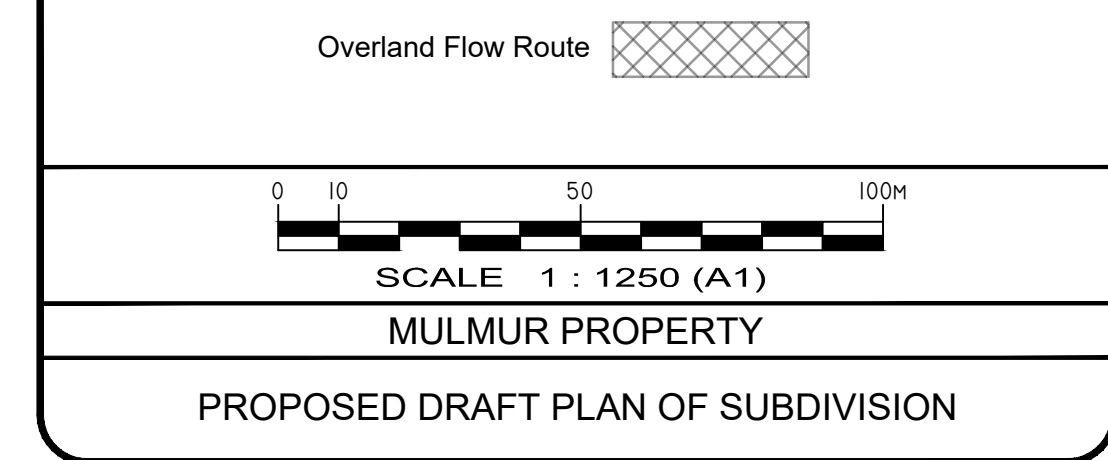 Overland Flow Route
0 10 50 100M
SCALE 1 : 1250 (A1)
MULMUR PROPERTY
PROPOSED DRAFT PLAN OF SUBDIVISION